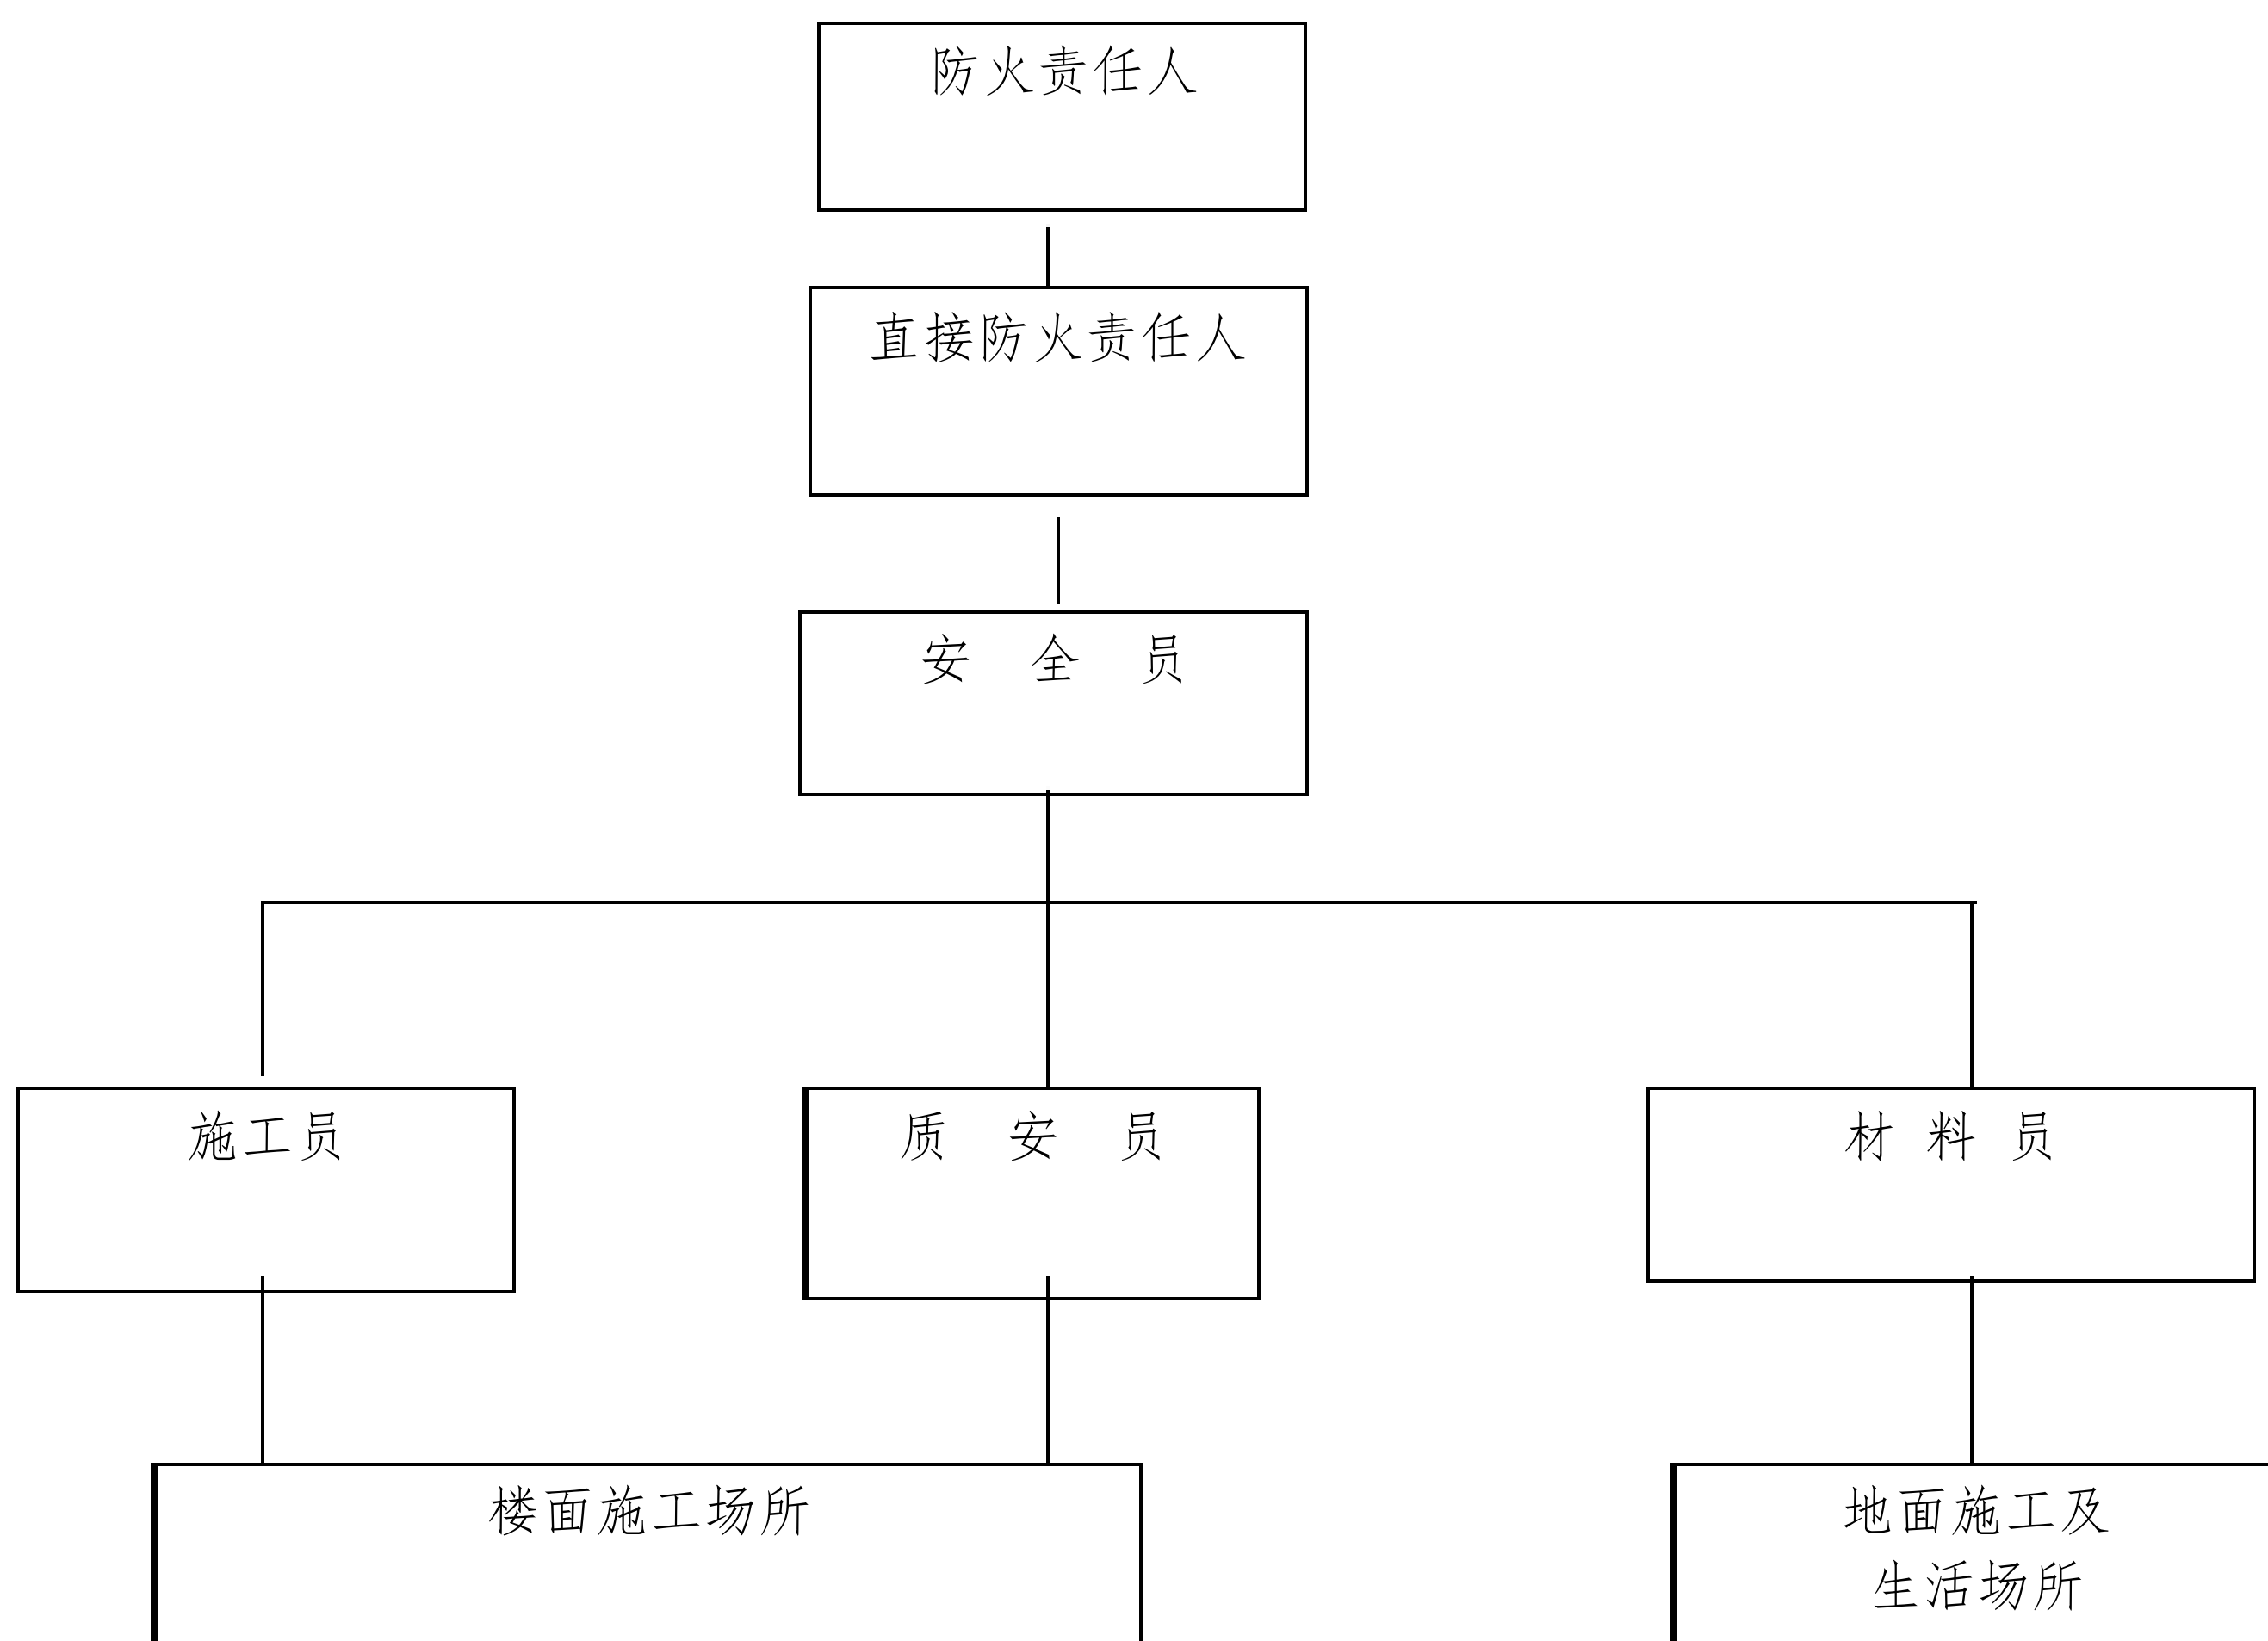 防火责任人
直接防火责任人
安 全 员
施工员
质 安 员
材 料 员
楼面施工场所
地面施工及
生活场所